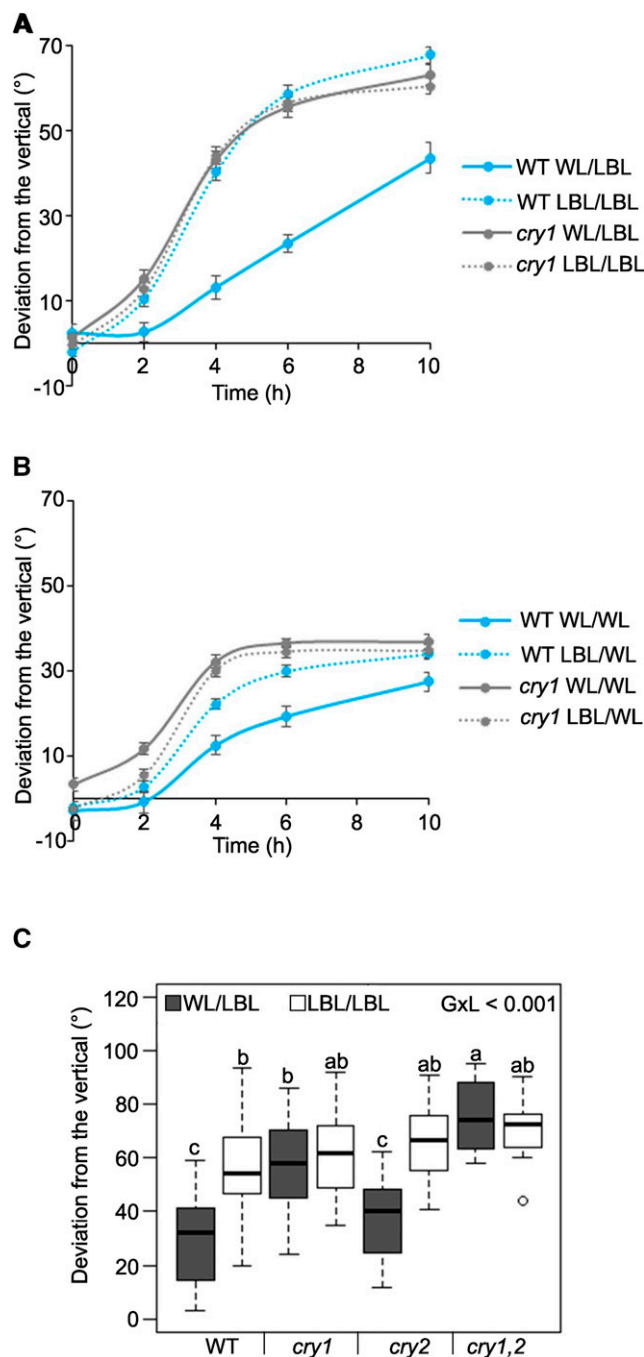 A
Deviation from the vertical (°)
70
50
30
10
-10
0
2
4
6
8
10
Time (h)
WT WL/LBL
WT LBL/LBL
cry1 WL/LBL
cry1 LBL/LBL
B
Deviation from the vertical (°)
70
50
30
10
-10
0
2
4
6
8
10
Time (h)
WT WL/WL
WT LBL/WL
cry1 WL/WL
cry1 LBL/WL
C
Deviation from the vertical (°)
120
100
80
60
40
20
0
WL/LBL LBL/LBL GxL < 0.001
c b b ab c ab a ab
WT cry1 cry2 cry1,2